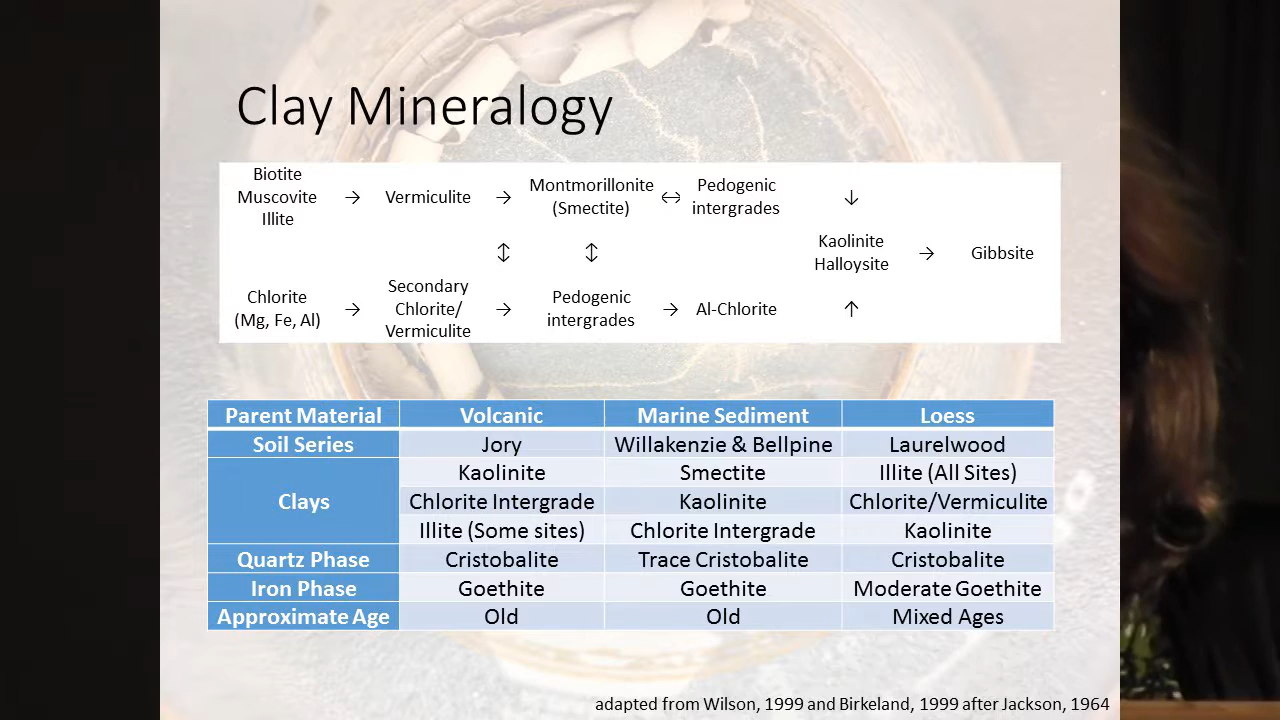 Clay Mineralogy
Biotite
Muscovite
Illite
→
Vermiculite
→
Montmorillonite
(Smectite)
↔
Pedogenic
intergrades
↓
↕
↕
Kaolinite
Halloysite
→
Gibbsite
Chlorite
(Mg, Fe, Al)
→
Secondary
Chlorite/
Vermiculite
→
Pedogenic
intergrades
→
Al-Chlorite
↑
Parent Material Volcanic Marine Sediment Loess
Soil Series Jory Willakenzie & Bellpine Laurelwood
Kaolinite Smectite Illite (All Sites)
Clays Chlorite Intergrade Kaolinite Chlorite/Vermiculite
Illite (Some sites) Chlorite Intergrade Kaolinite
Quartz Phase Cristobalite Trace Cristobalite Cristobalite
Iron Phase Goethite Goethite Moderate Goethite
Approximate Age Old Old Mixed Ages
adapted from Wilson, 1999 and Birkeland, 1999 after Jackson, 1964